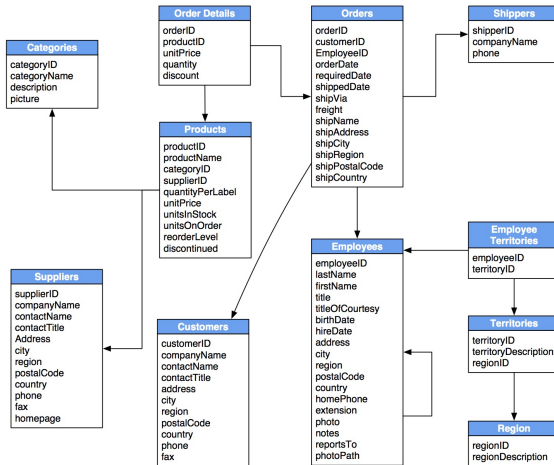 Order Details
orderID
productID
unitPrice
quantity
discount
Orders
orderID
customerID
EmployeeID
orderDate
requiredDate
shippedDate
shipVia
freight
shipName
shipAddress
shipCity
shipRegion
shipPostalCode
shipCountry
Shippers
shipperID
companyName
phone
Categories
categoryID
categoryName
description
picture
Products
productID
productName
categoryID
supplierID
quantityPerLabel
unitPrice
unitsInStock
unitsOnOrder
reorderLevel
discontinued
Employees
employeeID
lastName
firstName
title
titleOfCourtesy
birthDate
hireDate
address
city
region
postalCode
country
homePhone
extension
photo
notes
reportsTo
photoPath
Employee
Territories
employeeID
territoryID
Suppliers
supplierID
companyName
contactName
contactTitle
Address
city
region
postalCode
country
phone
fax
homepage
Customers
customerID
companyName
contactName
contactTitle
address
city
region
postalCode
country
phone
fax
Territories
territoryID
territoryDescription
regionID
Region
regionID
regionDescription